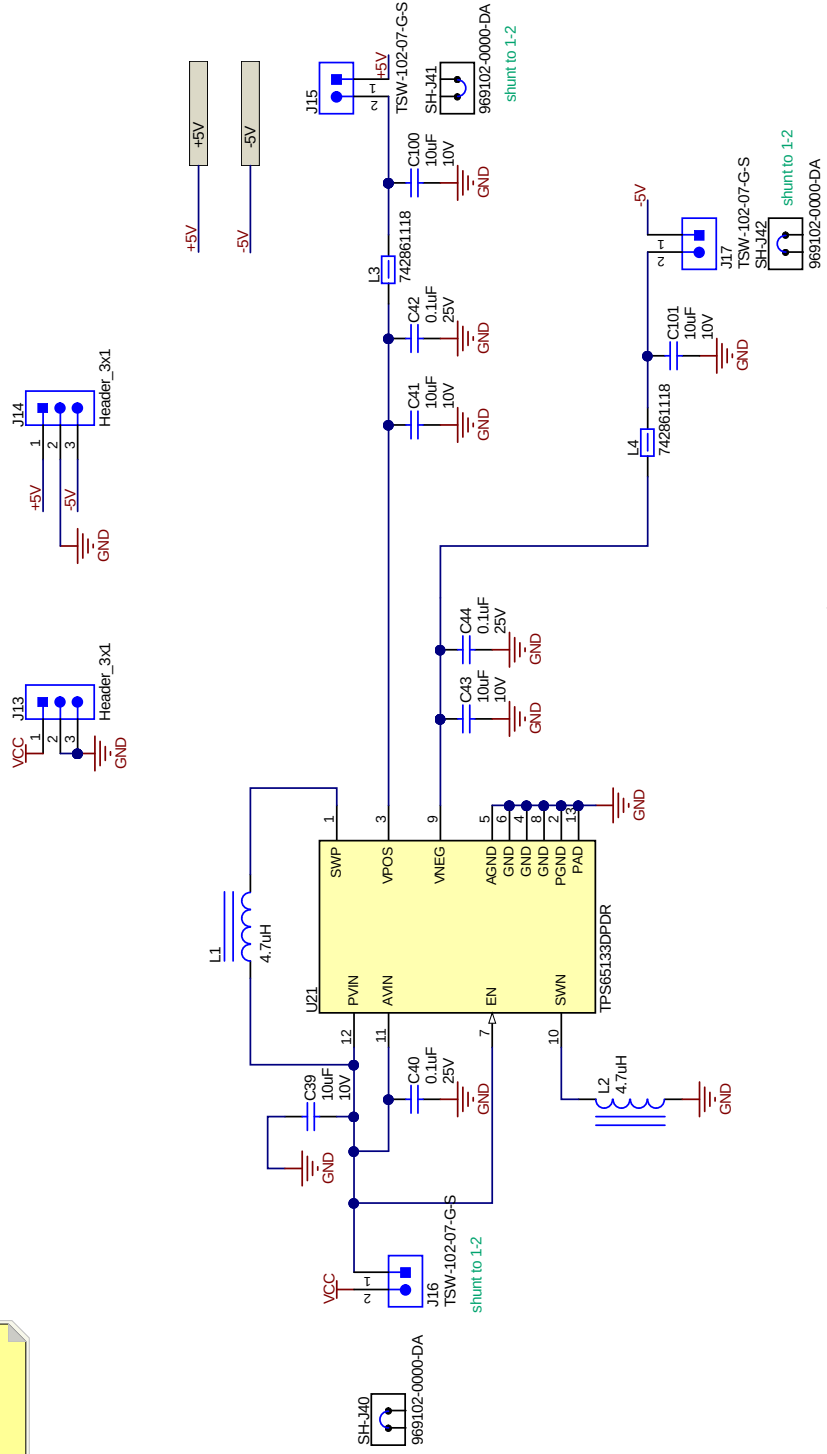 SH-J40
969102-0000-DA
VCC
2
1
J16
TSW-102-07-G-S
shunt to 1-2
GND
C39
10uF
10V
C40
0.1uF
25V
GND
L1
4.7uH
L2
4.7uH
GND
U21
TPS65133DPDR
12
PVIN
11
AVIN
7
EN
10
SWN
SWP
1
VPOS
3
VNEG
9
AGND
5
GND
6
GND
4
GND
8
PGND
2
PAD
13
GND
C43
10uF
10V
GND
C44
0.1uF
25V
GND
C41
10uF
10V
GND
C42
0.1uF
25V
GND
L3
742861118
C100
10uF
10V
GND
J15
2
1
+5V
TSW-102-07-G-S
SH-J41
969102-0000-DA
shunt to 1-2
L4
742861118
C101
10uF
10V
GND
-5V
2
1
J17
TSW-102-07-G-S
SH-J42
969102-0000-DA
shunt to 1-2
J13
Header_3x1
VCC
1
2
3
GND
J14
Header_3x1
+5V
1
2
-5V
3
GND
+5V
+5V
-5V
-5V